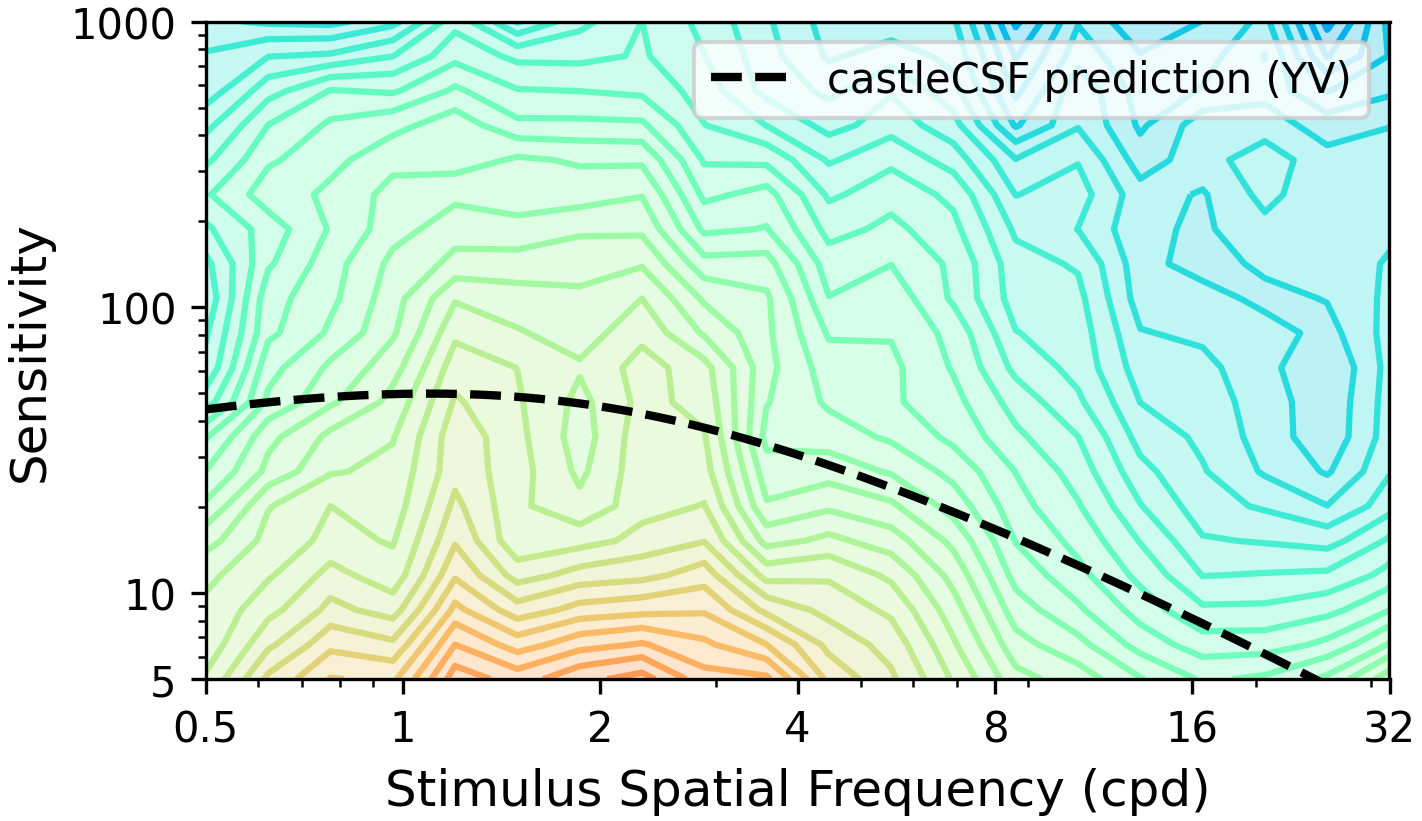 1000
100
10
5
Sensitivity
castleCSF prediction (YV)
0.5 1 2 4 8 16 32
Stimulus Spatial Frequency (cpd)